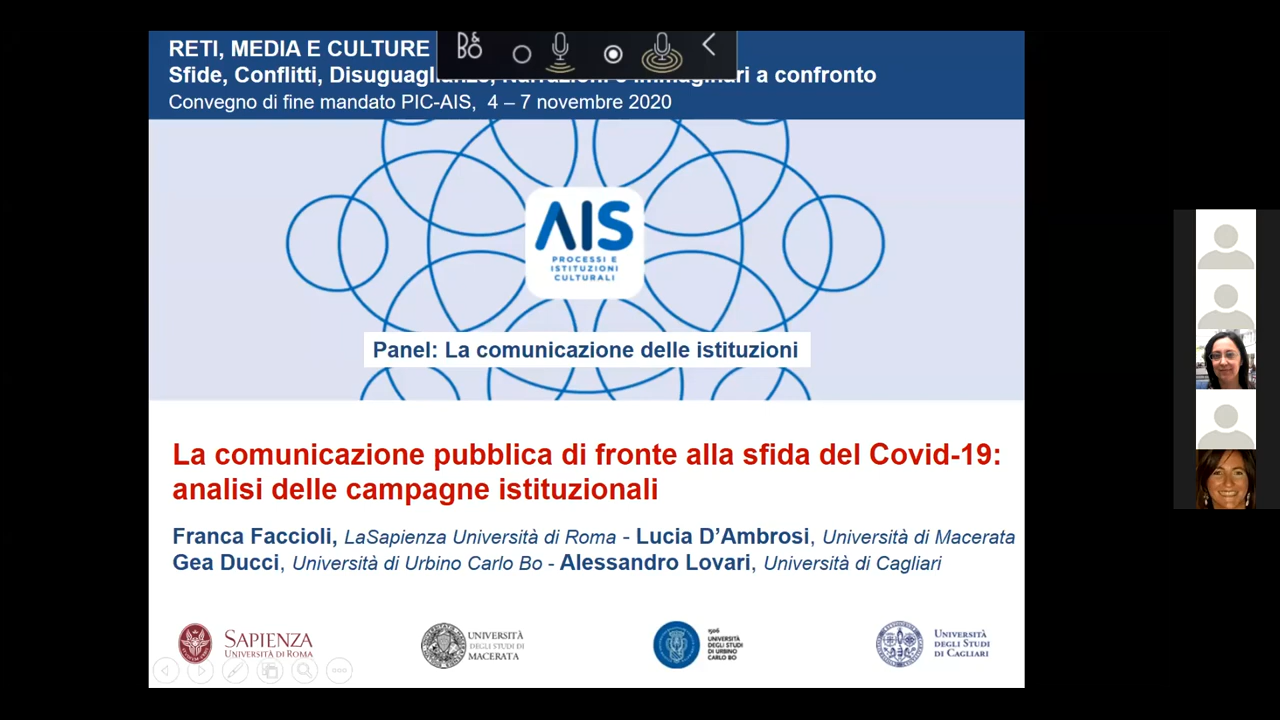 RETI, MEDIA E CULTURE
Sfide, Conflitti, Disuguaglianze, Narrazioni e immaginari a confronto
Convegno di fine mandato PIC-AIS, 4 – 7 novembre 2020
AIS
PROCESSI E
ISTITUZIONI
CULTURALI
Panel: La comunicazione delle istituzioni
La comunicazione pubblica di fronte alla sfida del Covid-19:
analisi delle campagne istituzionali
Franca Faccioli, LaSapienza Università di Roma - Lucia D’Ambrosi, Università di Macerata
Gea Ducci, Università di Urbino Carlo Bo - Alessandro Lovari, Università di Cagliari
SAPIENZA
UNIVERSITÀ DI ROMA
UNIVERSITÀ
DEGLI STUDI DI
MACERATA
1506
UNIVERSITÀ
DEGLI STUDI
DI URBINO
CARLO BO
UNIVERSITÀ
DEGLI STUDI
DI CAGLIARI